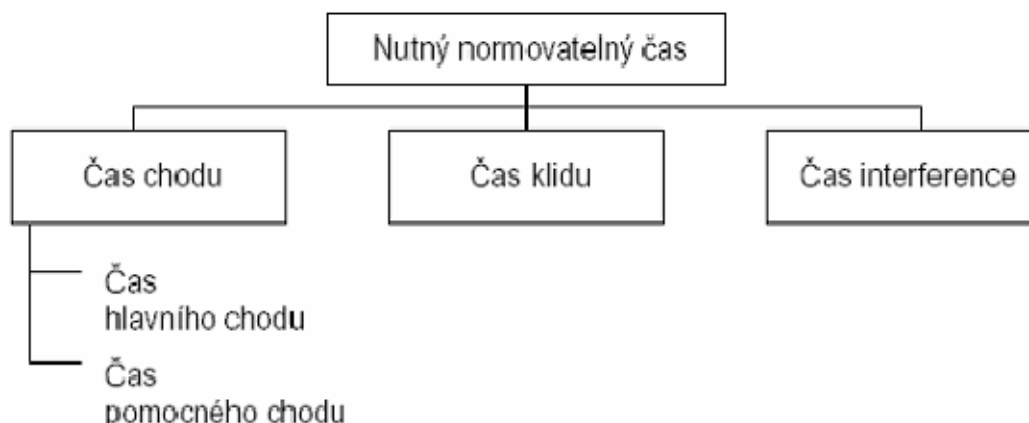 Nutný normovatelný čas
Čas chodu
Čas klidu
Čas interference
Čas
hlavního chodu
Čas
pomocného chodu